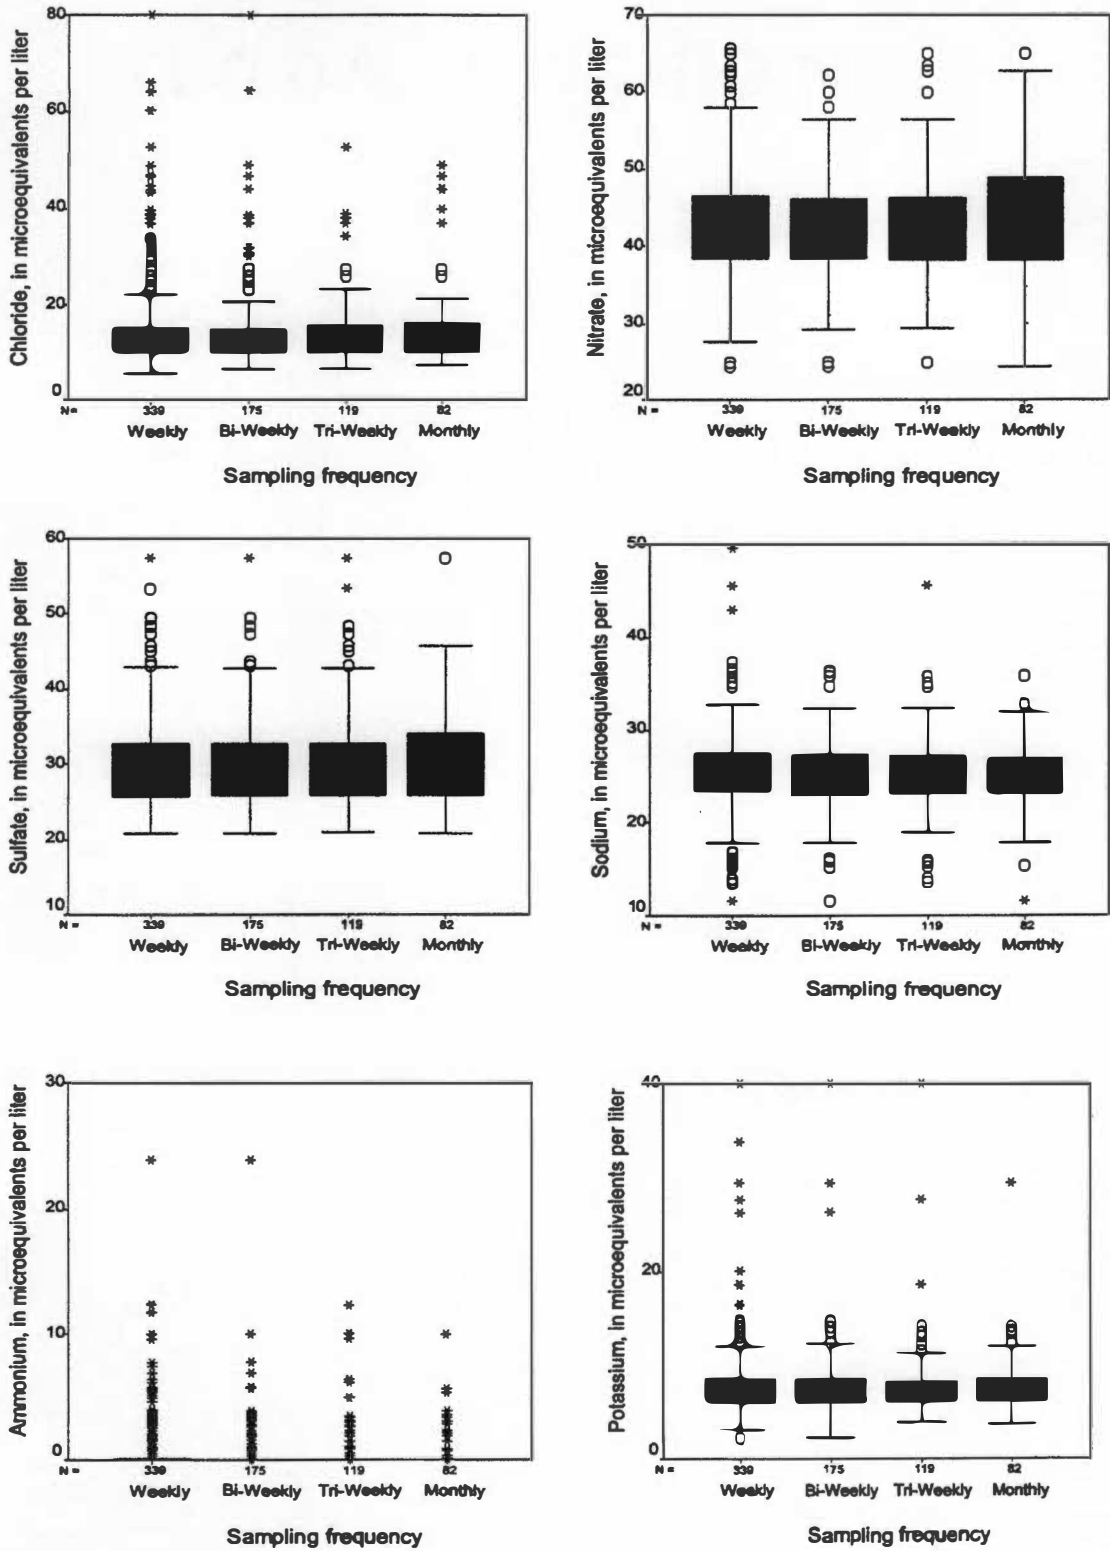 Chloride, in microequivalents per liter
80
60
40
20
0
N = 339 175 119 82
Weekly Bi-Weekly Tri-Weekly Monthly
Sampling frequency
Nitrate, in microequivalents per liter
70
60
50
40
30
20
N = 339 175 119 82
Weekly Bi-Weekly Tri-Weekly Monthly
Sampling frequency
Sulfate, in microequivalents per liter
60
50
40
30
20
10
N = 339 175 119 82
Weekly Bi-Weekly Tri-Weekly Monthly
Sampling frequency
Sodium, in microequivalents per liter
50
40
30
20
10
N = 339 175 119 82
Weekly Bi-Weekly Tri-Weekly Monthly
Sampling frequency
Ammonium, in microequivalents per liter
30
20
10
0
N = 339 175 119 82
Weekly Bi-Weekly Tri-Weekly Monthly
Sampling frequency
Potassium, in microequivalents per liter
40
20
0
N = 339 175 119 82
Weekly Bi-Weekly Tri-Weekly Monthly
Sampling frequency